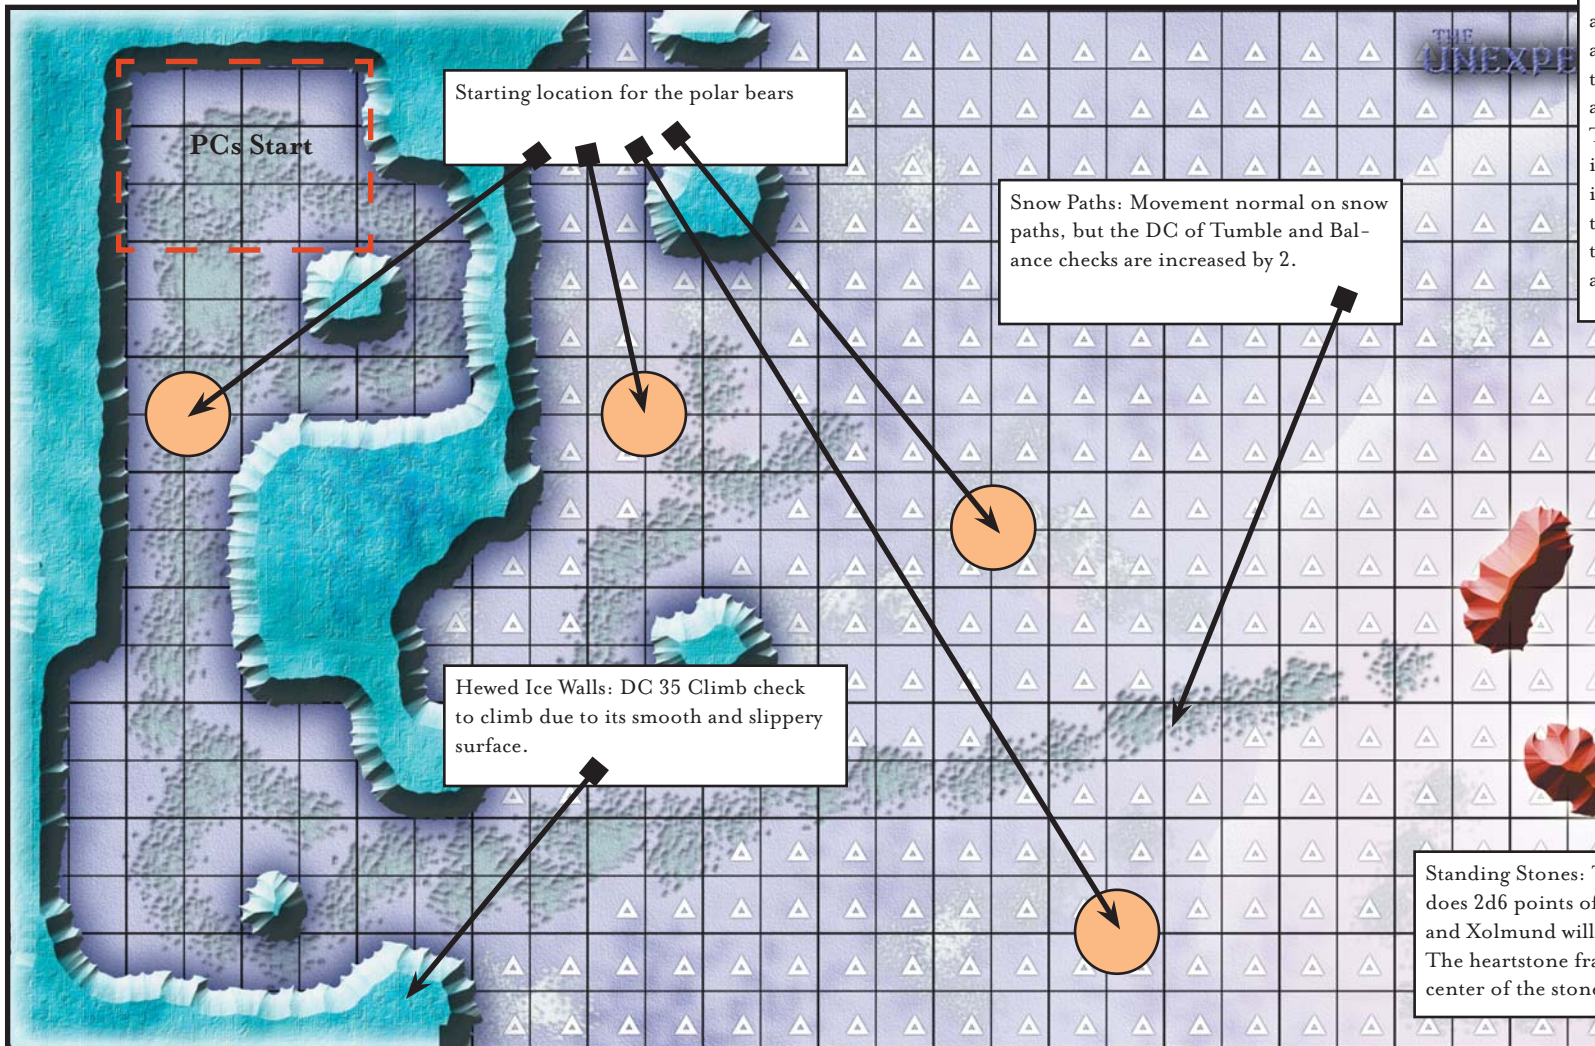 THE
UNEXPE
PCs Start
Starting location for the polar bears
Snow Paths: Movement normal on snow
paths, but the DC of Tumble and Bal-
ance checks are increased by 2.
Hewed Ice Walls: DC 35 Climb check
to climb due to its smooth and slippery
surface.
Standing Stones:
does 2d6 points of
and Xolmund will
The heartstone fra
center of the stone